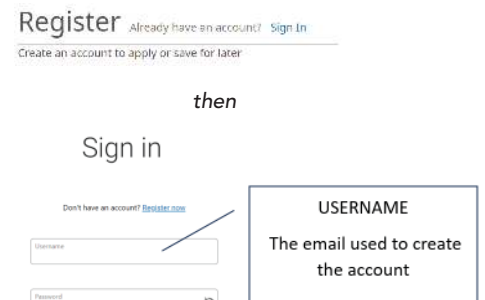 Register Already have an account? Sign In
Create an account to apply or save for later
then
Sign in
Don't have an account? Register now
Username
Password
USERNAME
The email used to create
the account